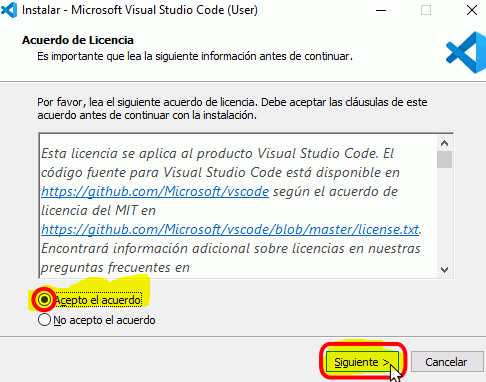 Instalar - Microsoft Visual Studio Code (User)
Acuerdo de Licencia
Es importante que lea la siguiente información antes de continuar.
Por favor, lea el siguiente acuerdo de licencia. Debe aceptar las cláusulas de este
acuerdo antes de continuar con la instalación.
Esta licencia se aplica al producto Visual Studio Code. El
código fuente para Visual Studio Code está disponible en
https://github.com/Microsoft/vscode según el acuerdo de
licencia del MIT en
https://github.com/Microsoft/vscode/blob/master/license.txt.
Encontrará información adicional sobre licencias en nuestras
preguntas frecuentes en
Acepto el acuerdo
No acepto el acuerdo
Siguiente >
Cancelar